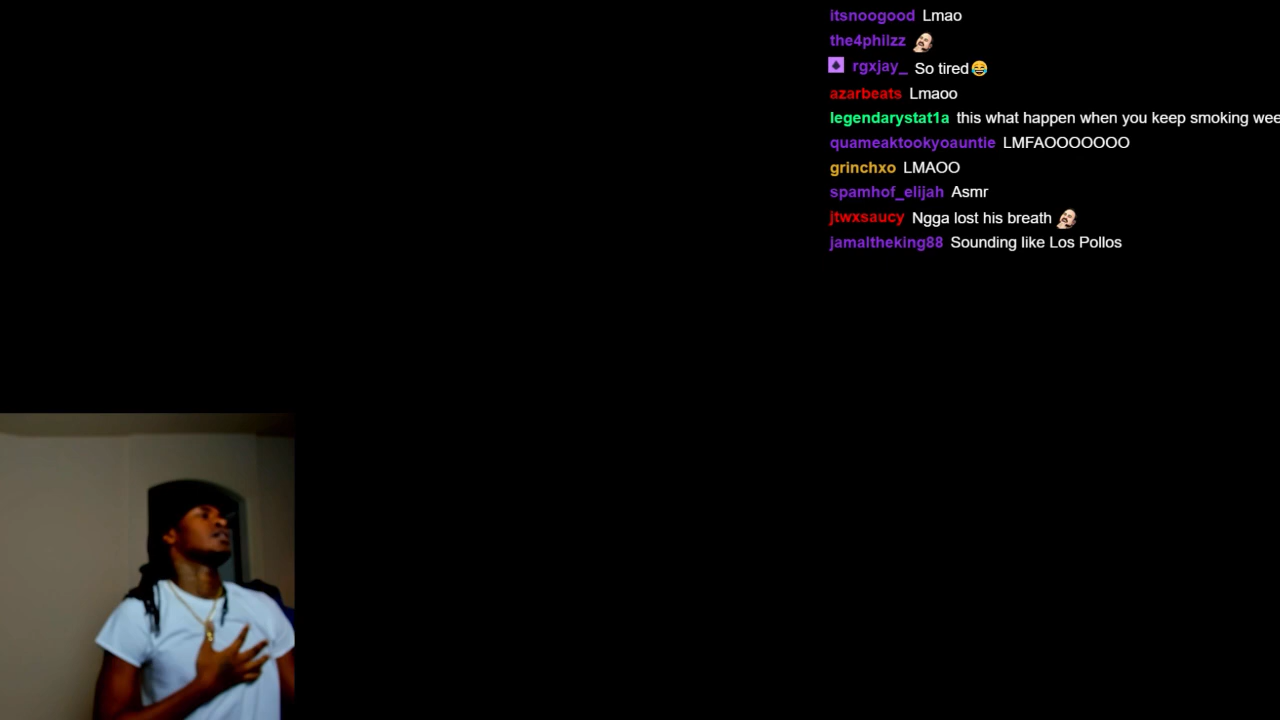 itsnoogood Lmao
the4philzz
rgxjay_ So tired😂
azarbeats Lmaoo
legendarystat1a this what happen when you keep smoking wee
quameaktookyoauntie LMFAOOOOOOO
grinchxo LMAOO
spamhof_elijah Asmr
jtwxsaucy Ngga lost his breath
jamaltheking88 Sounding like Los Pollos